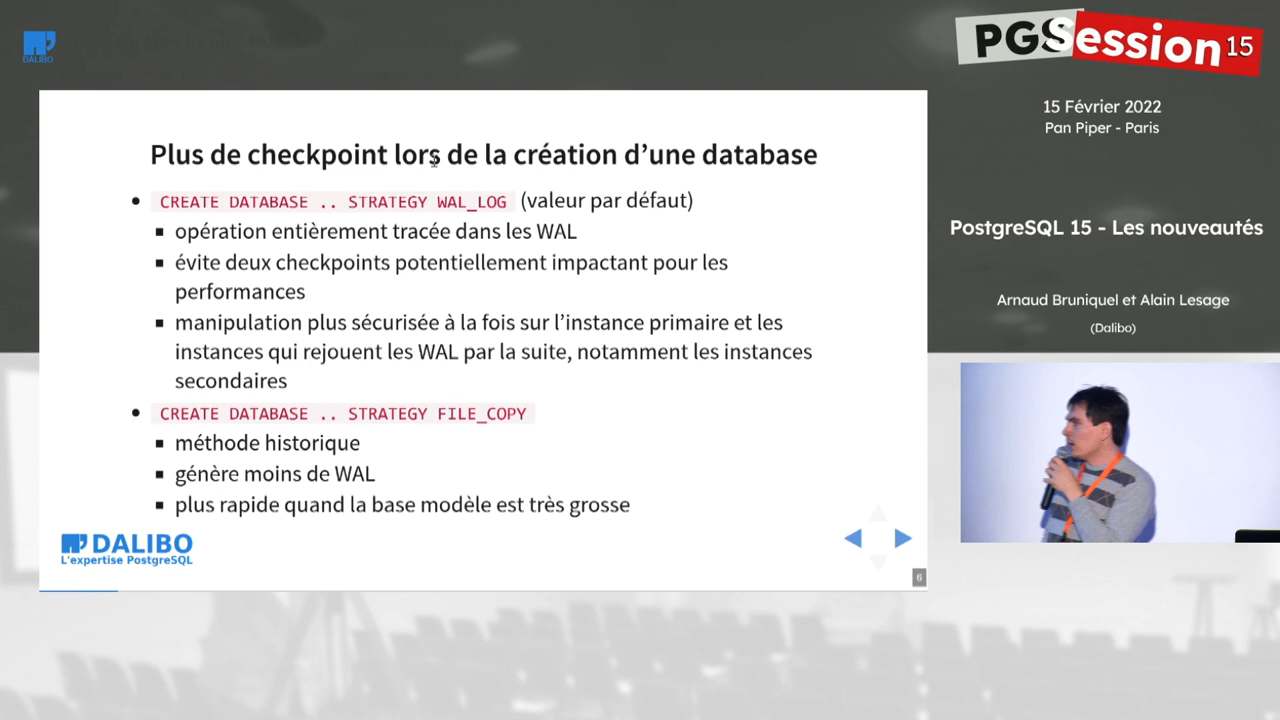 DALIBO
PGSession 15
15 Février 2022
Pan Piper - Paris
PostgreSQL 15 - Les nouveautés
Arnaud Bruniquel et Alain Lesage
(Dalibo)
Plus de checkpoint lors de la création d’une database
CREATE DATABASE .. STRATEGY WAL_LOG (valeur par défaut)
opération entièrement tracée dans les WAL
évite deux checkpoints potentiellement impactant pour les
performances
manipulation plus sécurisée à la fois sur l’instance primaire et les
instances qui rejouent les WAL par la suite, notamment les instances
secondaires
CREATE DATABASE .. STRATEGY FILE_COPY
méthode historique
génère moins de WAL
plus rapide quand la base modèle est très grosse
DALIBO
L'expertise PostgreSQL
6